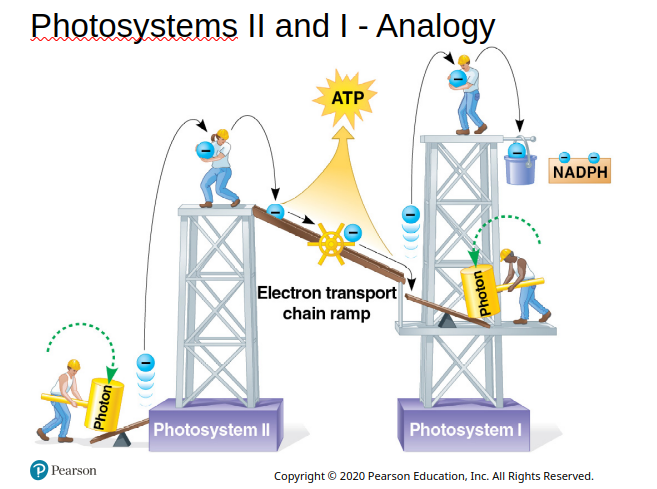 Photosystems II and I - Analogy
ATP
NADPH
Photon
Electron transport
chain ramp
Photon
Photosystem II
Photosystem I
P Pearson
Copyright © 2020 Pearson Education, Inc. All Rights Reserved.